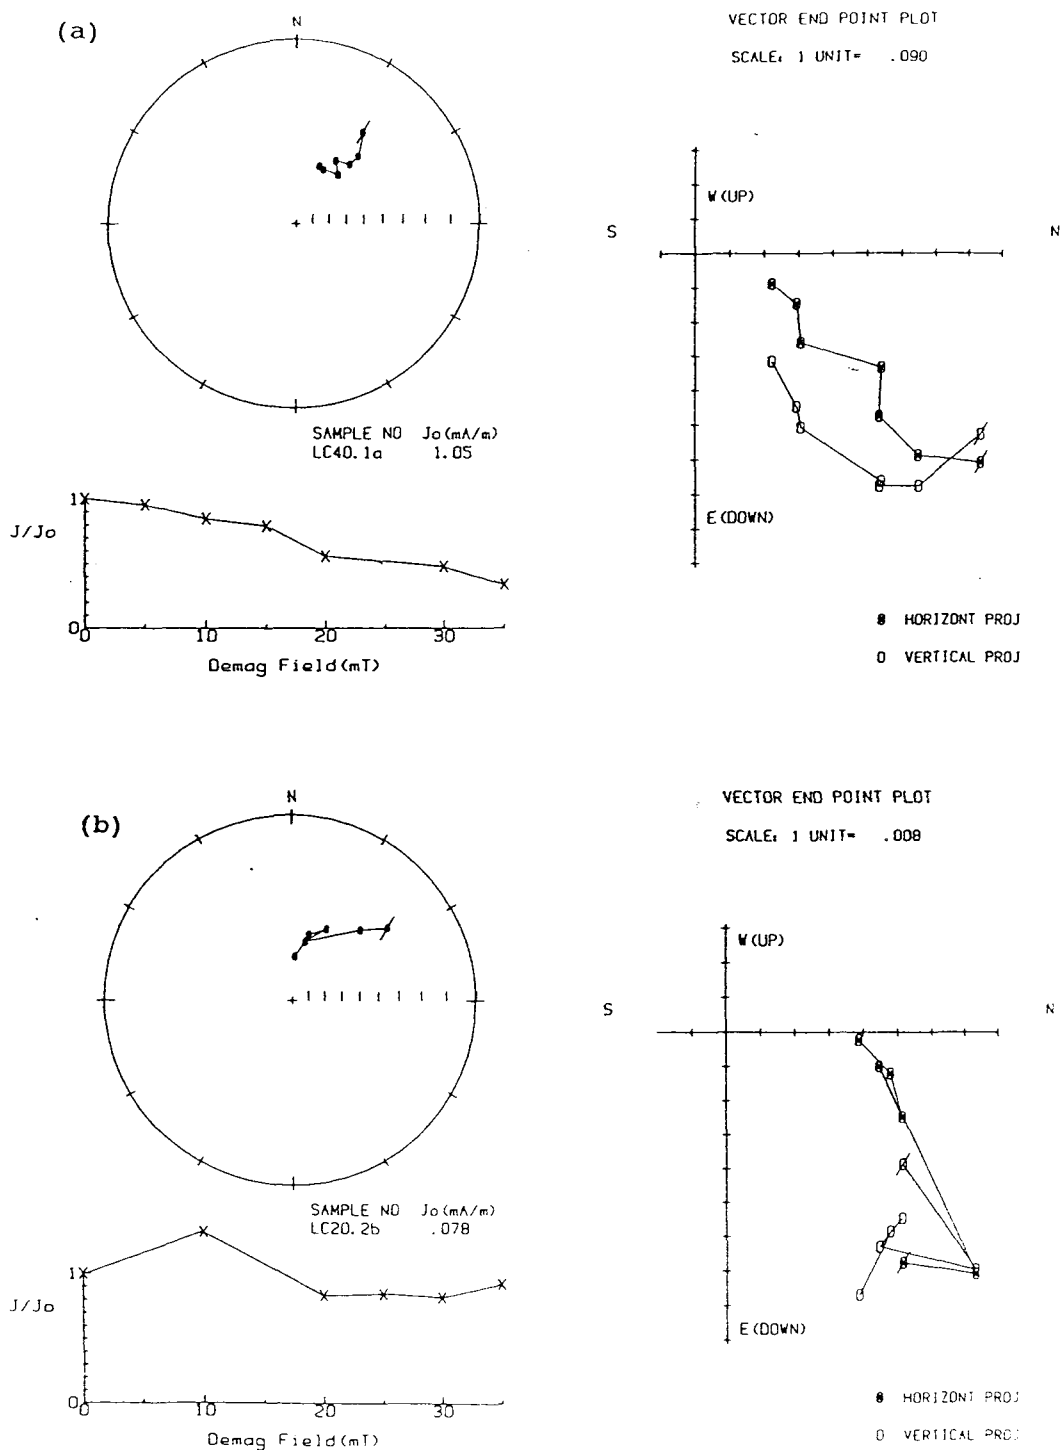 (a)
N
VECTOR END POINT PLOT
SCALE: 1 UNIT= .090
W(UP)
S
N
E(DOWN)
SAMPLE NO Jo(mA/m)
LC40.1a 1.05
1
J/Jo
0
0 10 20 30
Demag Field(mT)
HORIZONT PROJ
VERTICAL PROJ
(b)
N
VECTOR END POINT PLOT
SCALE: 1 UNIT= .008
W(UP)
S
N
E(DOWN)
SAMPLE NO Jo(mA/m)
LC20.2b .078
1
J/Jo
0
0 10 20 30
Demag Field(mT)
HORIZONT PROJ
VERTICAL PROJ